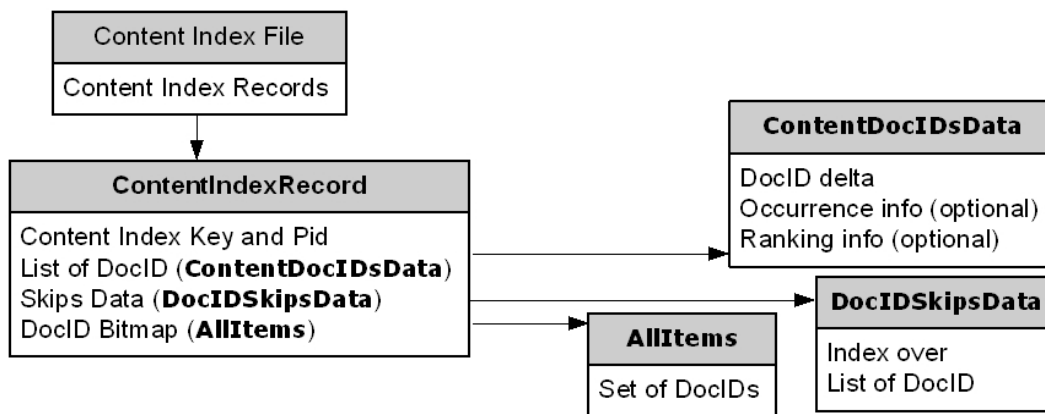 Content Index File
Content Index Records
ContentIndexRecord
Content Index Key and Pid
List of DocID (ContentDocIDsData)
Skips Data (DocIDSkipsData)
DocID Bitmap (AllItems)
ContentDocIDsData
DocID delta
Occurrence info (optional)
Ranking info (optional)
DocIDSkipsData
Index over
List of DocID
AllItems
Set of DocIDs